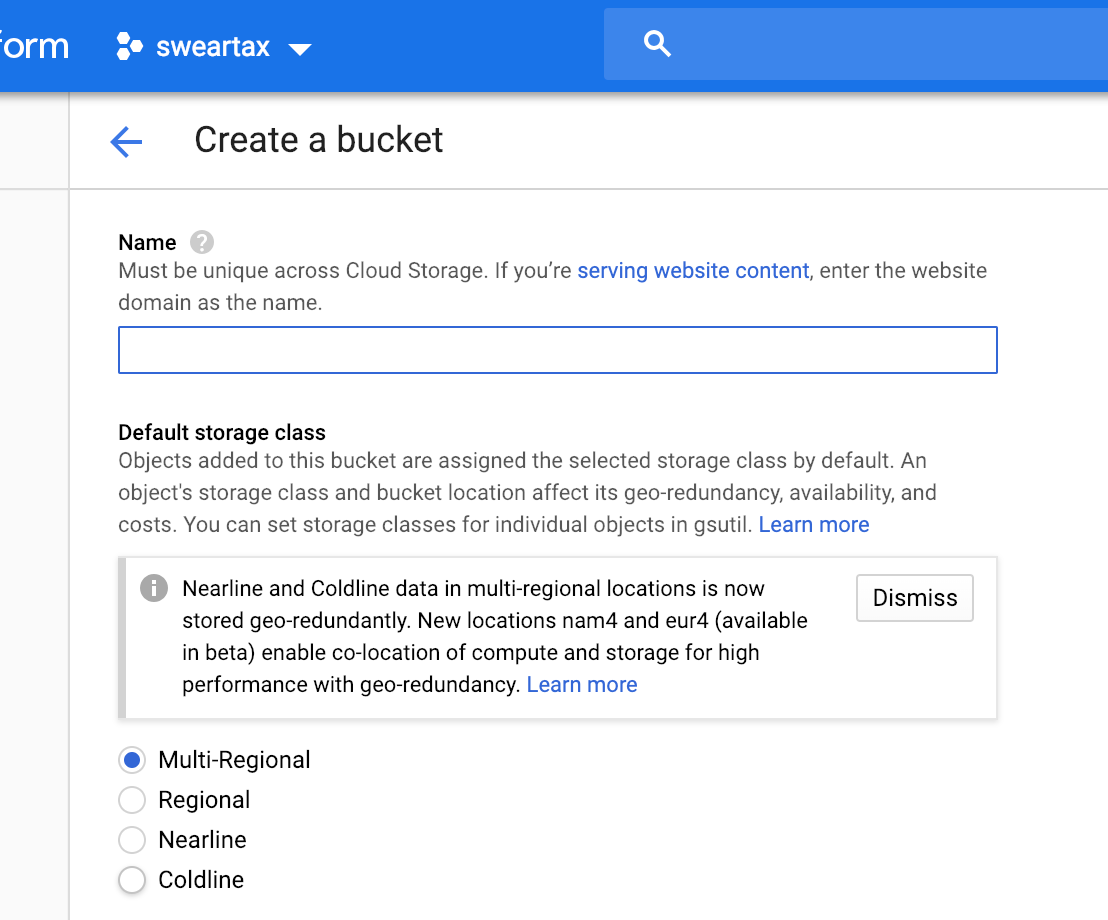 form sweartax
Create a bucket
Name
Must be unique across Cloud Storage. If you’re serving website content, enter the website
domain as the name.
Default storage class
Objects added to this bucket are assigned the selected storage class by default. An
object's storage class and bucket location affect its geo-redundancy, availability, and
costs. You can set storage classes for individual objects in gsutil. Learn more
Nearline and Coldline data in multi-regional locations is now
stored geo-redundantly. New locations nam4 and eur4 (available
in beta) enable co-location of compute and storage for high
performance with geo-redundancy. Learn more
Dismiss
Multi-Regional
Regional
Nearline
Coldline